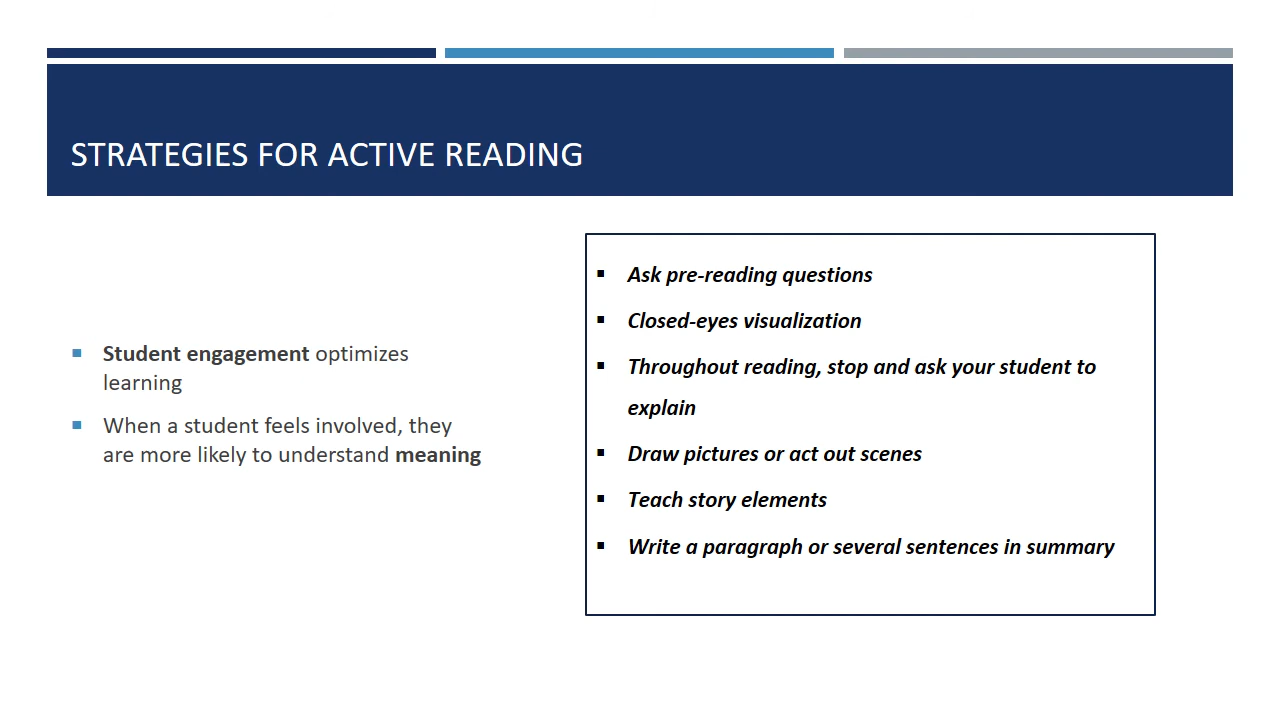 STRATEGIES FOR ACTIVE READING
Student engagement optimizes
learning
When a student feels involved, they
are more likely to understand meaning
Ask pre-reading questions
Closed-eyes visualization
Throughout reading, stop and ask your student to
explain
Draw pictures or act out scenes
Teach story elements
Write a paragraph or several sentences in summary